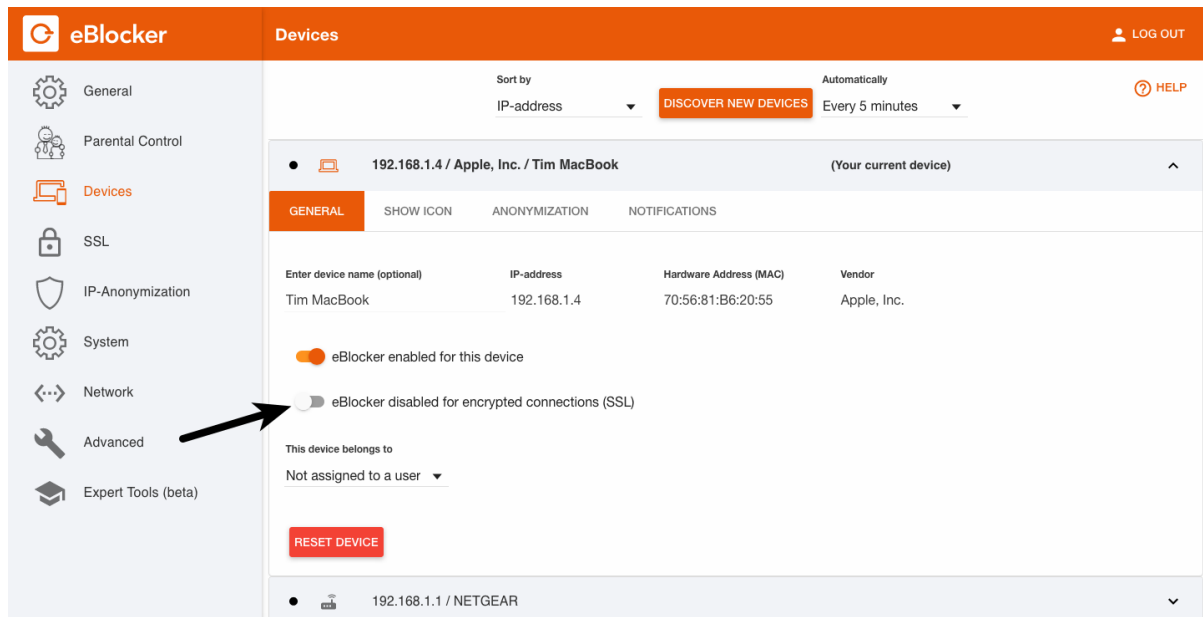 eBlocker
Devices
LOG OUT
General
Parental Control
Devices
SSL
IP-Anonymization
System
Network
Advanced
Expert Tools (beta)
Sort by
IP-address
DISCOVER NEW DEVICES
Automatically
Every 5 minutes
HELP
192.168.1.4 / Apple, Inc. / Tim MacBook
(Your current device)
GENERAL
SHOW ICON
ANONYMIZATION
NOTIFICATIONS
Enter device name (optional)
IP-address
Hardware Address (MAC)
Vendor
Tim MacBook
192.168.1.4
70:56:81:B6:20:55
Apple, Inc.
eBlocker enabled for this device
eBlocker disabled for encrypted connections (SSL)
This device belongs to
Not assigned to a user
RESET DEVICE
192.168.1.1 / NETGEAR